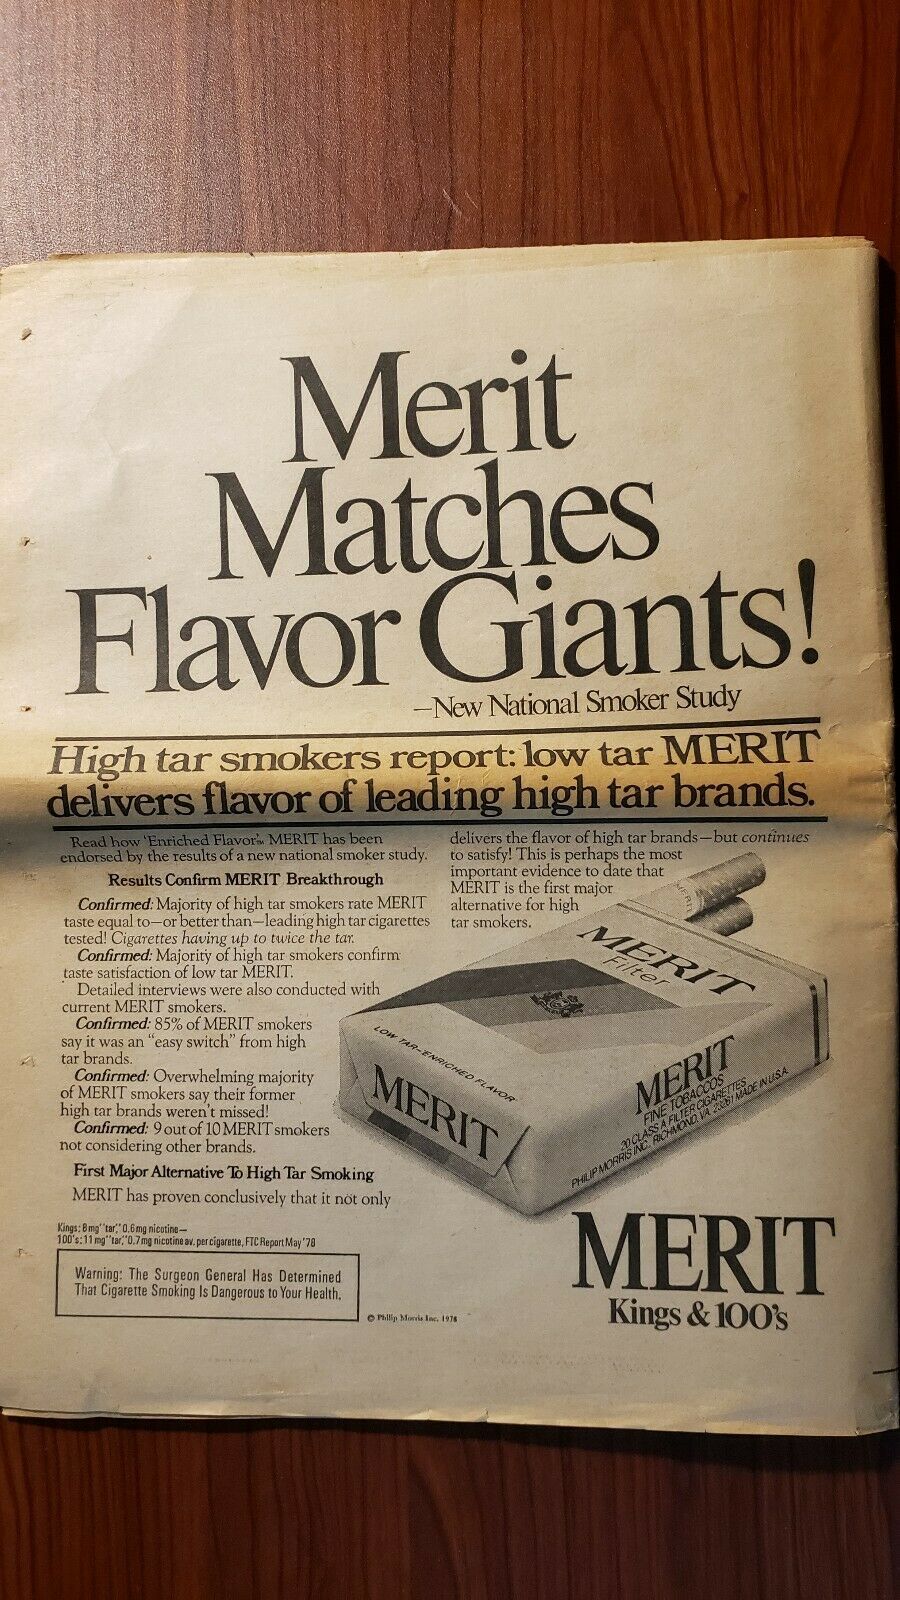 Merit
Matches
Flavor Giants!
—New National Smoker Study
High tar smokers report: low tar MERIT
delivers flavor of leading high tar brands.
Read how 'Enriched Flavor'™ MERIT has been
endorsed by the results of a new national smoker study.
Results Confirm MERIT Breakthrough
Confirmed: Majority of high tar smokers rate MERIT
taste equal to—or better than—leading high tar cigarettes
tested! Cigarettes having up to twice the tar.
Confirmed: Majority of high tar smokers confirm
taste satisfaction of low tar MERIT.
Detailed interviews were also conducted with
current MERIT smokers.
Confirmed: 85% of MERIT smokers
say it was an "easy switch" from high
tar brands.
Confirmed: Overwhelming majority
of MERIT smokers say their former
high tar brands weren't missed!
Confirmed: 9 out of 10 MERIT smokers
not considering other brands.
First Major Alternative To High Tar Smoking
MERIT has proven conclusively that it not only
delivers the flavor of high tar brands—but continues
to satisfy! This is perhaps the most
important evidence to date that
MERIT is the first major
alternative for high
tar smokers.
MERIT
MERIT
Filter
LOW TAR-ENRICHED FLAVOR
MERIT
MERIT
FINE TOBACCOS
20 CLASS A FILTER CIGARETTES
PHILIP MORRIS INC. RICHMOND, VA. 23261 MADE IN U.S.A.
Kings: 8 mg "tar," 0.6 mg nicotine—
100's: 11 mg "tar," 0.7 mg nicotine av. per cigarette, FTC Report May '78
Warning: The Surgeon General Has Determined
That Cigarette Smoking Is Dangerous to Your Health.
© Philip Morris Inc. 1978
MERIT
Kings & 100's